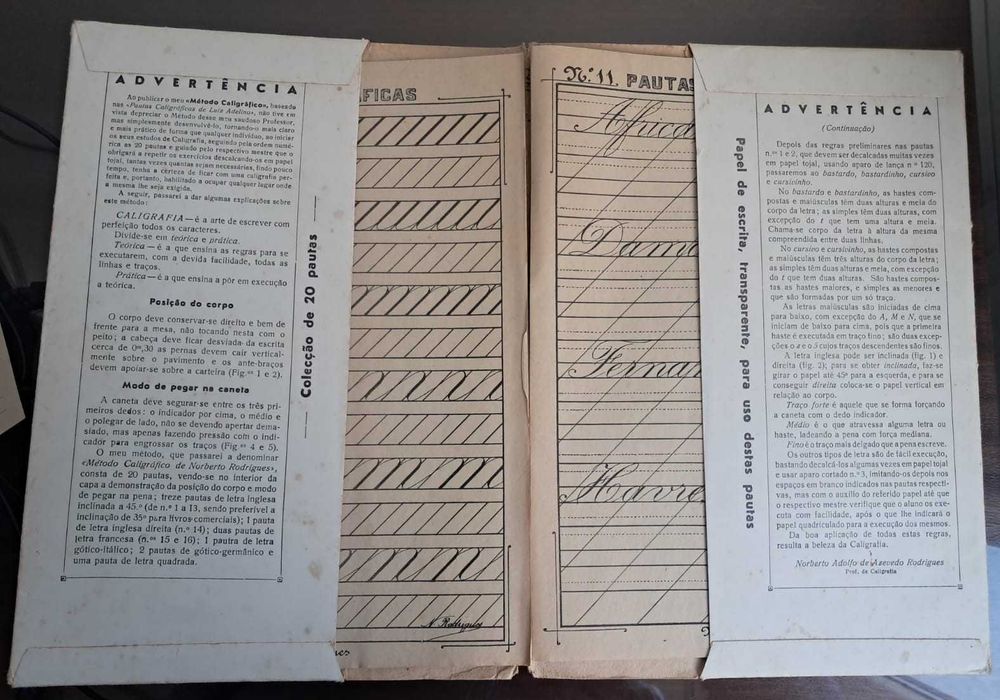 ADVERTÊNCIA
Ao publicar o meu «Método Caligráfico», baseado
nas «Pautas Caligráficas de Luiz Adelino», não tive em
vista depreciar o Método desse meu saudoso Professor,
mas simplesmente desenvolvê-lo, tornando-o mais claro
e mais prático de forma que qualquer indivíduo, ao iniciar
os seus estudos de Caligrafia, seguindo pela ordem numé-
rica as 20 pautas e guiado pelo respectivo mestre que o
obrigará a repetir os exercícios descalcando-os em papel
tojal, tantas vezes quantas sejam necessárias, findo pouco
tempo, tenha a certeza de ficar com uma caligrafia per-
feita e, portanto, habilitado a ocupar qualquer lugar onde
a mesma lhe seja exigida.
A seguir, passarei a dar algumas explicações sobre
este método:
CALIGRAFIA — é a arte de escrever com
perfeição todos os caracteres.
Divide-se em teórica e prática.
Teórica — é a que ensina as regras para se
executarem, com a devida facilidade, todas as
linhas e traços.
Prática — é a que ensina a pôr em execução
a teórica.
Posição do corpo
O corpo deve conservar-se direito e bem de
frente para a mesa, não tocando nesta com o
peito; a cabeça deve ficar desviada da escrita
cerca de 0m,30 as pernas devem cair vertical-
mente sobre o pavimento e os ante-braços
devem apoiar-se sobre a carteira (Fig.as 1 e 2).
Modo de pegar na caneta
A caneta deve segurar-se entre os três pri-
meiros dedos: o indicador por cima, o médio e
o polegar de lado, não se devendo apertar dema-
siado, mas apenas fazendo pressão com o indi-
cador para engrossar os traços (Fig.as 4 e 5).
O meu método, que passarei a denominar
«Método Caligráfico de Norberto Rodrigues»,
consta de 20 pautas, vendo-se no interior da
capa a demonstração da posição do corpo e modo
de pegar na pena; treze pautas de letra inglesa
inclinada a 45.º (de n.º 1 a 13, sendo preferível a
inclinação de 35º para livros comerciais); 1 pauta
de letra inglesa direita (n.º 14); duas pautas de
letra francesa (n.os 15 e 16); 1 pautra de letra
gótico-itálico; 2 pautas de gótico-germânico e
uma pauta de letra quadrada.
Colecção de 20 pautas
FICAS
N. Rodrigues
N.º 11. PAUTAS
Africa
Fernan
Havre
Papel de escrita, transparente, para uso destas pautas
ADVERTÊNCIA
(Continuação)
Depois das regras preliminares nas pautas
n.os 1 e 2, que devem ser decalcadas muitas vezes
em papel tojal, usando aparo de lança n º 120,
passaremos ao bastardo, bastardinho, cursivo
e cursivinho.
No bastardo e bastardinho, as hastes com-
postas e maiúsculas têm duas alturas e meia do
corpo da letra; as simples têm duas alturas, com
excepção do t que tem uma altura e meia.
Chama-se corpo da letra à altura da mesma
compreendida entre duas linhas.
No cursivo e cursivinho, as hastes compostas
e maiúsculas têm três alturas do corpo da letra;
as simples têm duas alturas e meia, com excepção
do t que tem duas alturas. São hastes compos-
tas as hastes maiores, e simples as menores e
que são formadas por um só traço.
As letras maiúsculas são iniciadas de cima
para baixo, com excepção do A, M e N, que se
iniciam de baixo para cima, pois que a primeira
haste é executada em traço fino; são duas excep-
ções o z e o S cujos traços descendentes são finos.
A letra inglesa pode ser inclinada (fig. 1) e
direita (fig. 2); para se obter inclinada, faz-se
girar o papel até 45º para a esquerda, e para se
conseguir direita coloca-se o papel vertical em
relação ao corpo.
Traço forte é aquele que se forma forçando
a caneta com o dedo indicador.
Médio é o que atravessa alguma letra ou
haste, ladeando a pena com força mediana.
Fino é o traço mais delgado que a pena escreve.
Os outros tipos de letra são de fácil execução,
bastando decalcá-los algumas vezes em papel tojal
e usar aparo cortado n.º 3, imitando-os depois nos
espaços em branco indicados nas pautas respecti-
vas, mas com o auxílio do referido papel até que
o respectivo mestre verifique que o aluno os exe-
cuta com facilidade, após o que lhe indicará o
papel quadriculado para a execução dos mesmos.
Da boa aplicação de todas estas regras,
resulta a beleza da Caligrafia.
Norberto Adolfo de Azevedo Rodrigues
Prof. de Caligrafia